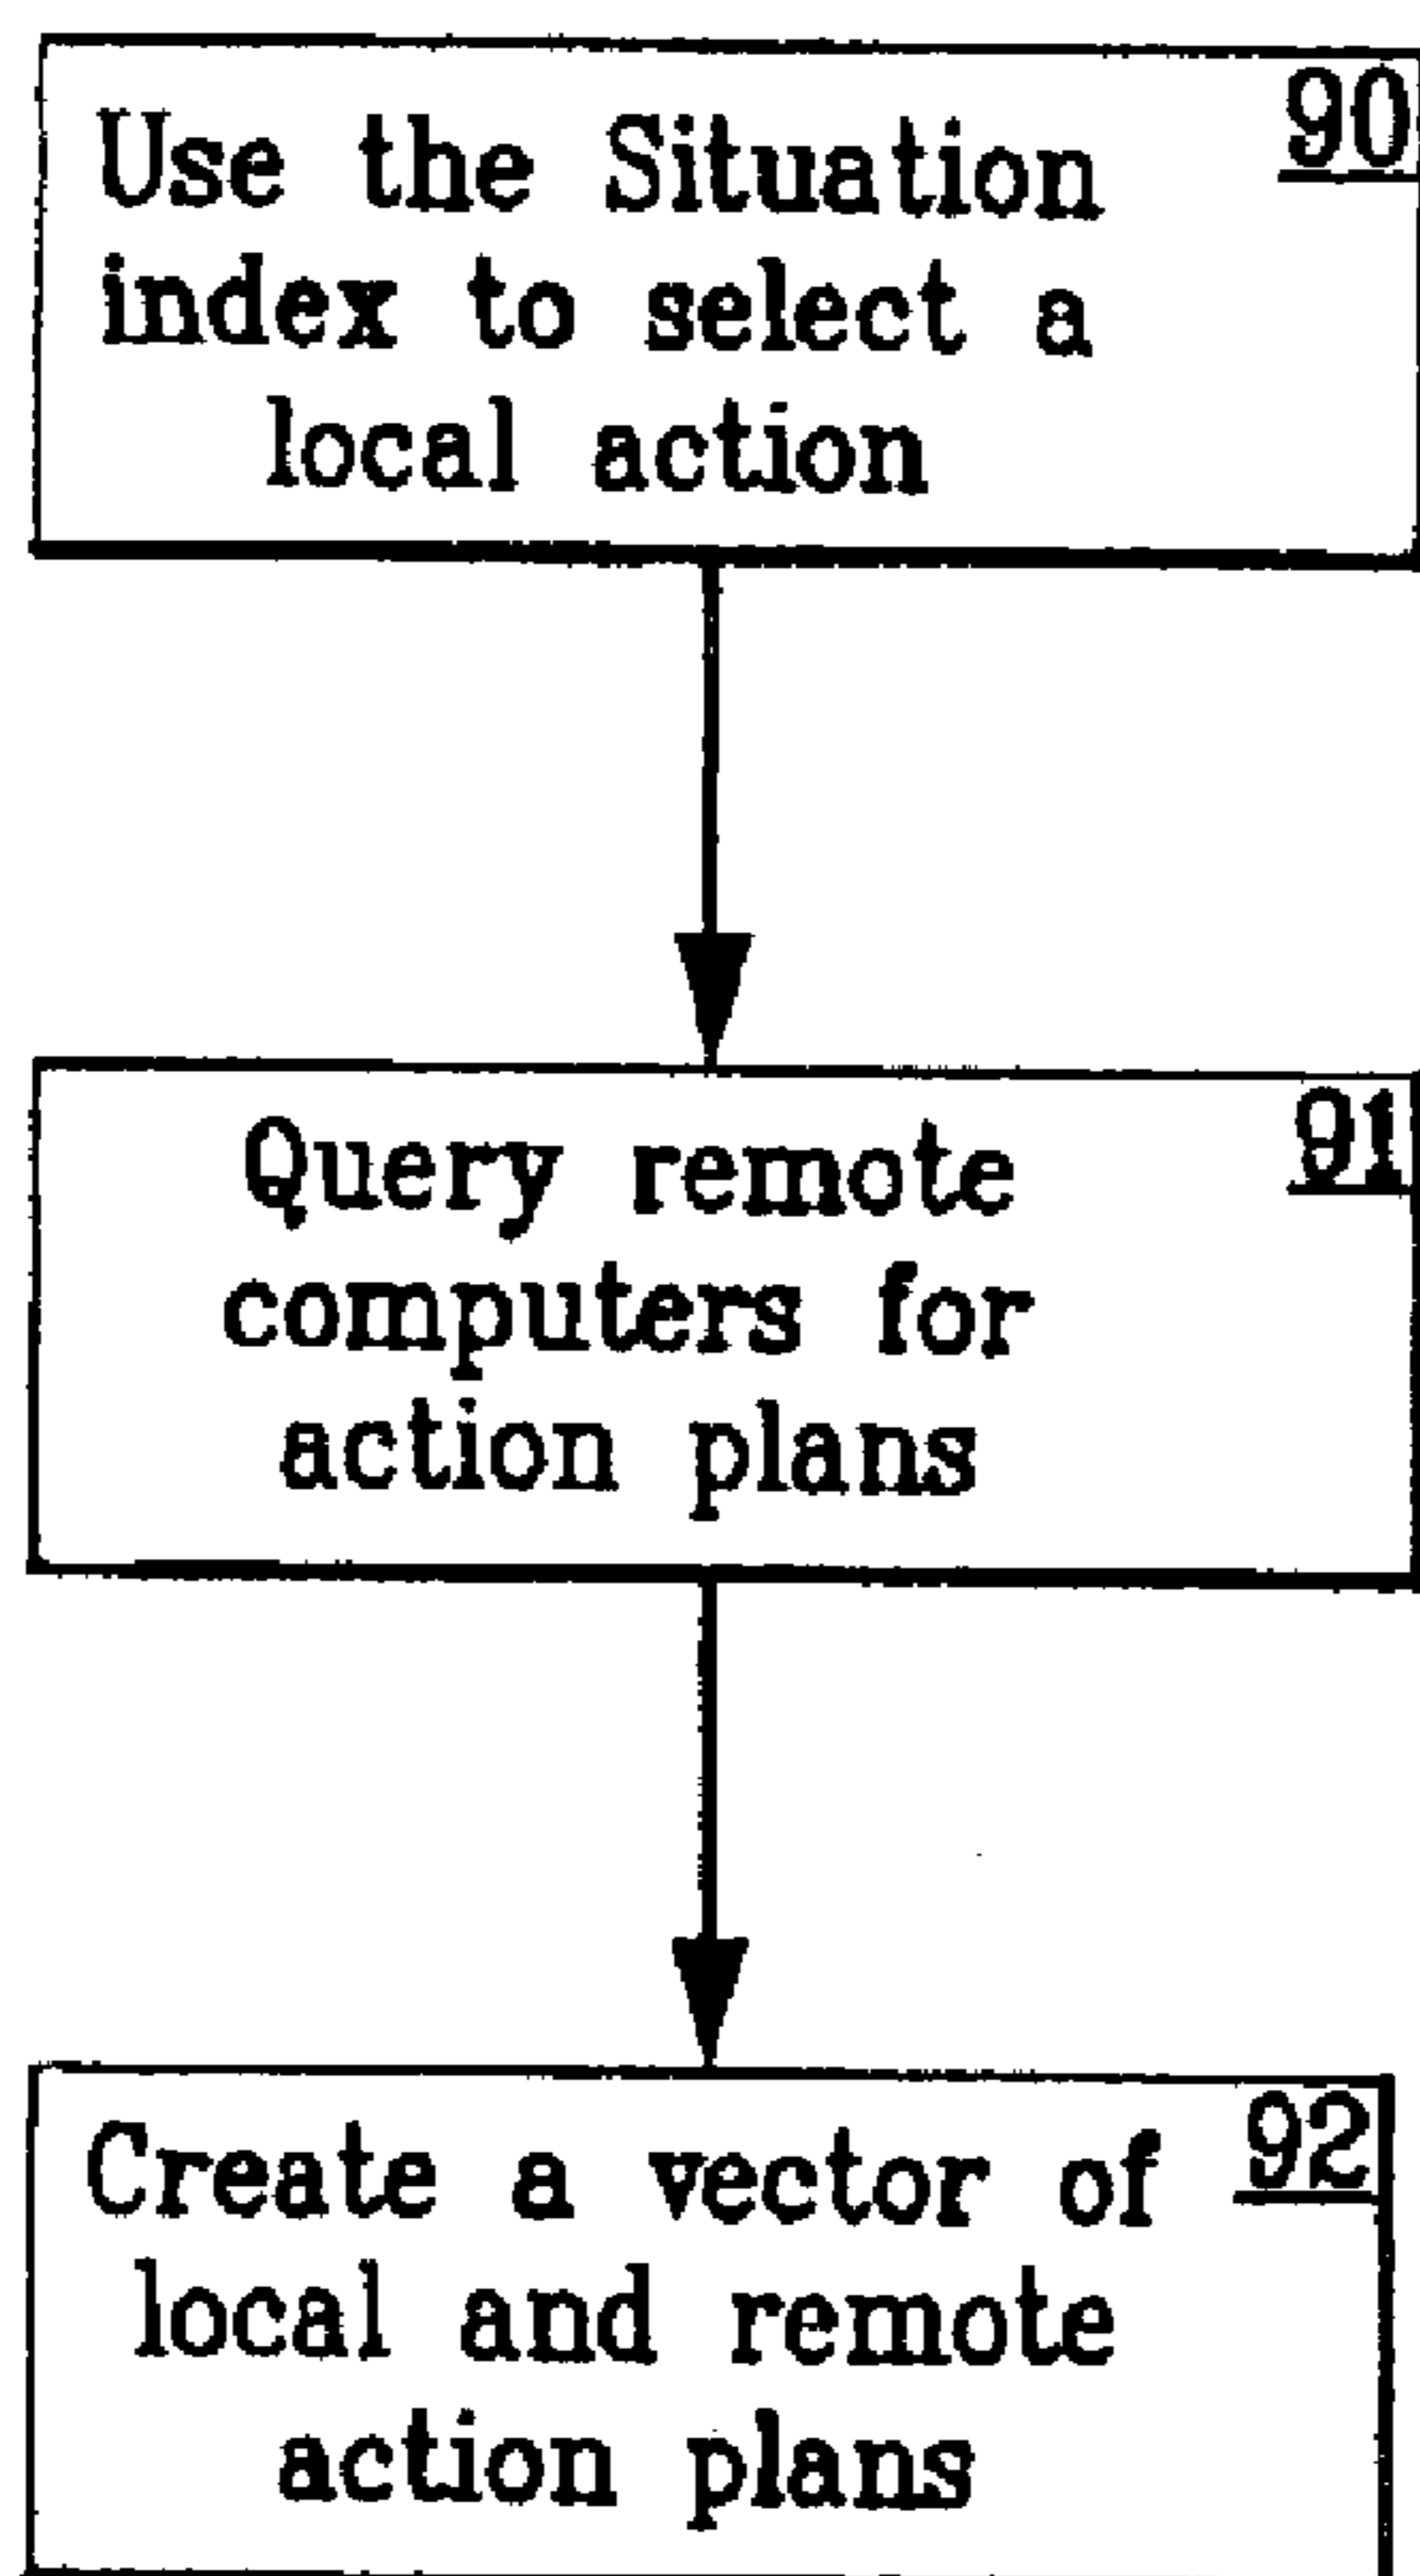 90
Use the Situation
index to select a
local action
91
Query remote
computers for
action plans
92
Create a vector of
local and remote
action plans